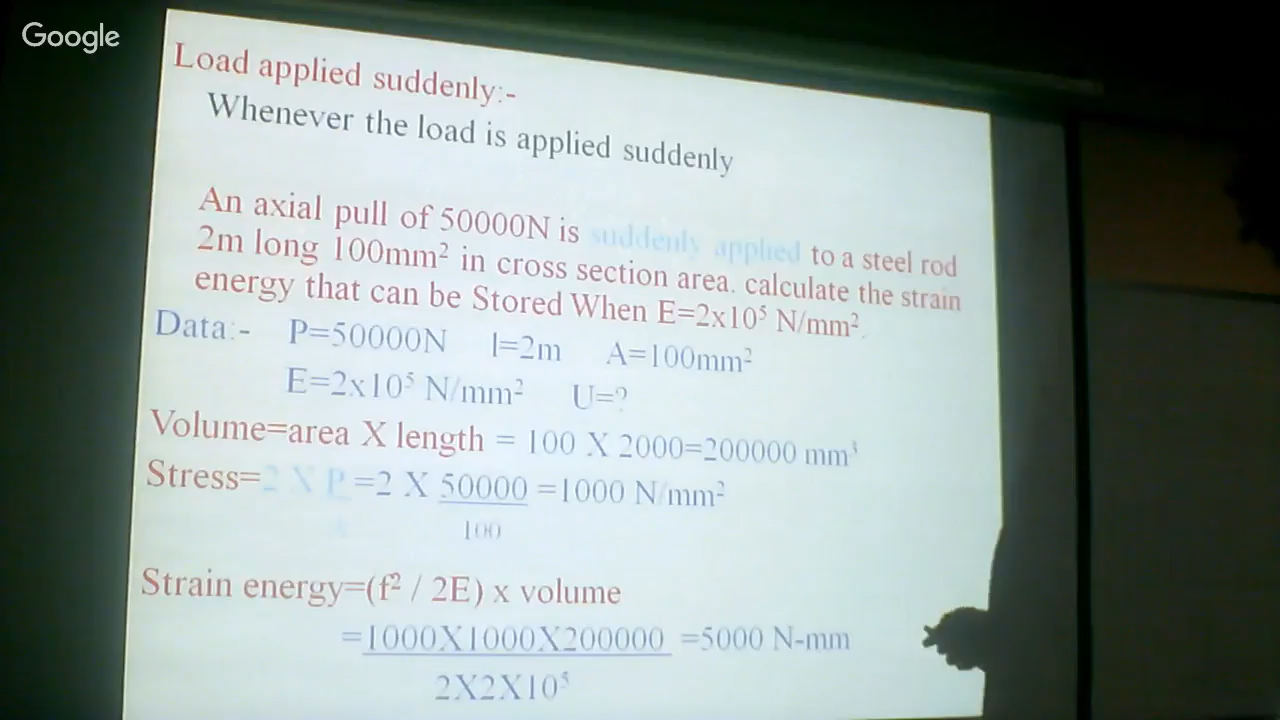 Google
Load applied suddenly:-
Whenever the load is applied suddenly
An axial pull of 50000N is suddenly applied to a steel rod
2m long 100mm² in cross section area. calculate the strain
energy that can be Stored When E=2x10⁵ N/mm².
Data:- P=50000N l=2m A=100mm²
E=2x10⁵ N/mm² U=?
Volume=area X length = 100 X 2000=200000 mm³
Stress=2 X P =2 X 50000 =1000 N/mm²
A 100
Strain energy=(f² / 2E) x volume
=1000X1000X200000 =5000 N-mm
2X2X10⁵